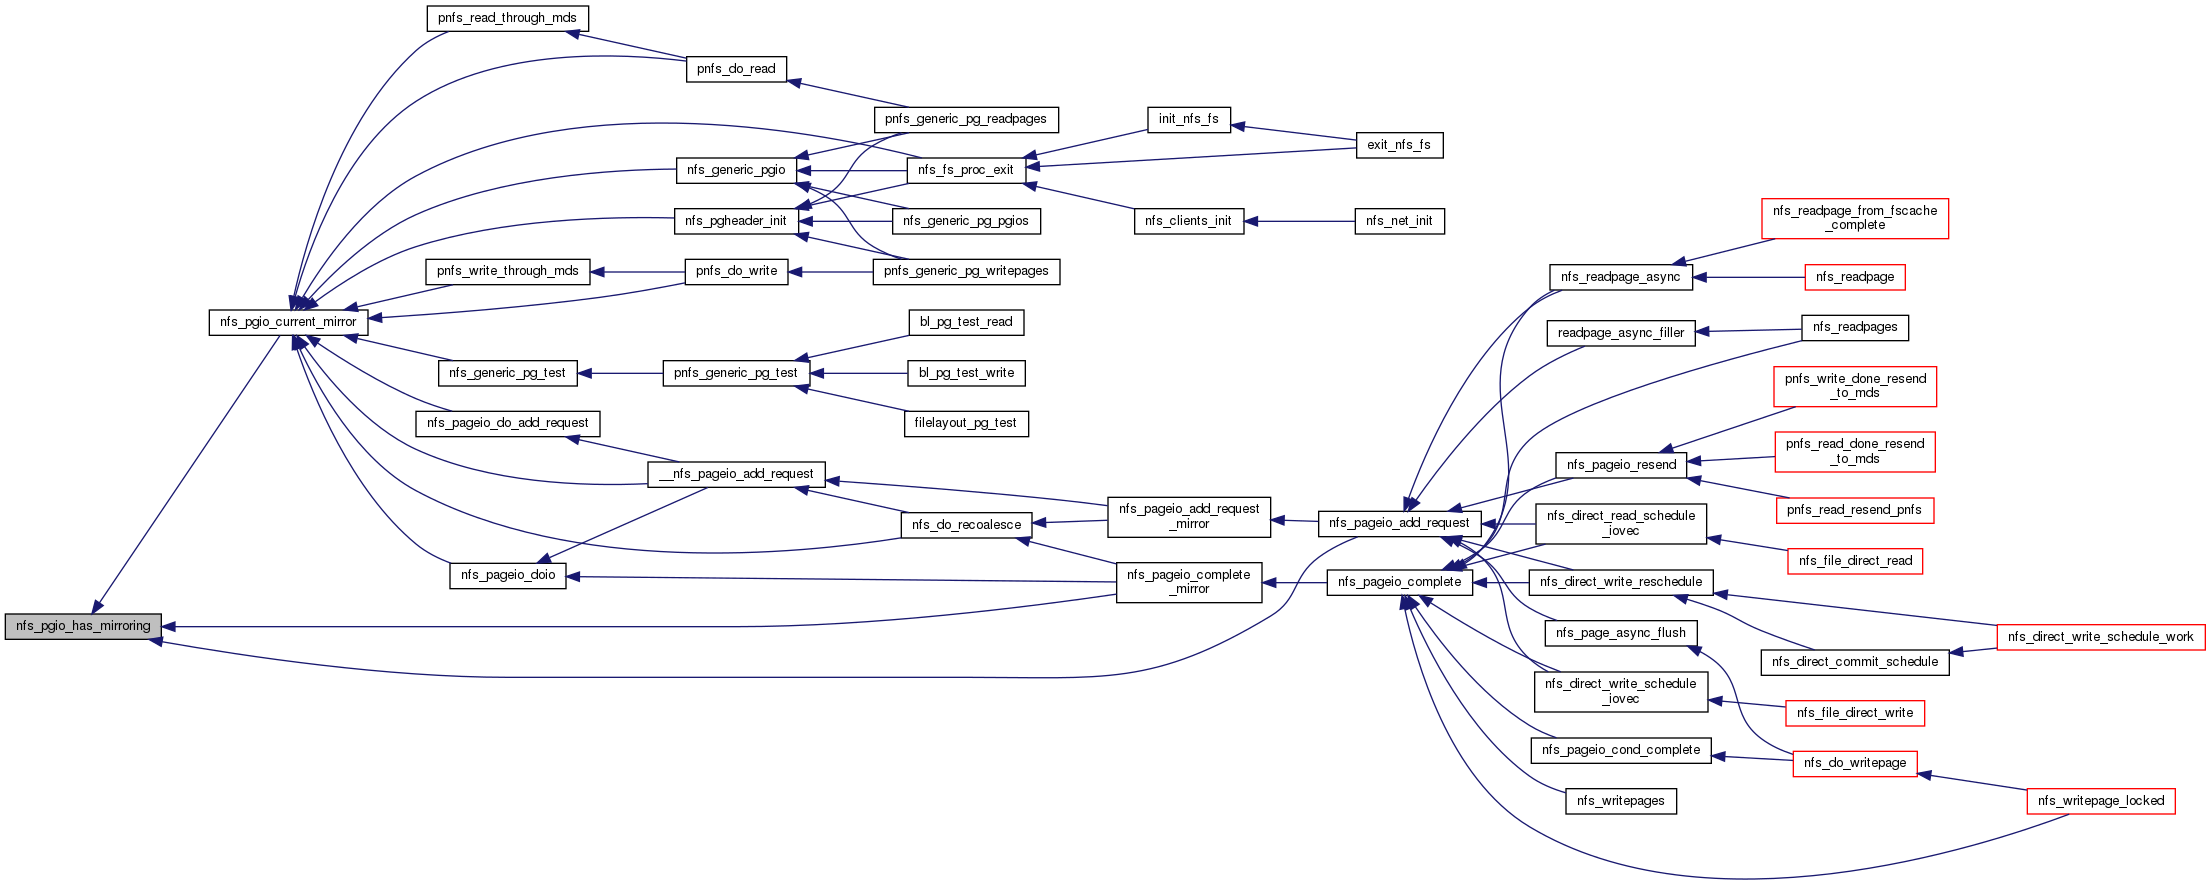 pnfs_read_through_mds
pnfs_do_read
pnfs_generic_pg_readpages
init_nfs_fs
exit_nfs_fs
nfs_generic_pgio
nfs_fs_proc_exit
nfs_pgheader_init
nfs_generic_pg_pgios
nfs_clients_init
nfs_net_init
nfs_readpage_from_fscache
_complete
pnfs_write_through_mds
pnfs_do_write
pnfs_generic_pg_writepages
nfs_readpage_async
nfs_readpage
nfs_pgio_current_mirror
bl_pg_test_read
readpage_async_filler
nfs_readpages
nfs_generic_pg_test
pnfs_generic_pg_test
bl_pg_test_write
pnfs_write_done_resend
_to_mds
nfs_pageio_do_add_request
filelayout_pg_test
pnfs_read_done_resend
_to_mds
__nfs_pageio_add_request
nfs_pageio_resend
pnfs_read_resend_pnfs
nfs_do_recoalesce
nfs_pageio_add_request
_mirror
nfs_pageio_add_request
nfs_direct_read_schedule
_iovec
nfs_file_direct_read
nfs_pageio_doio
nfs_pageio_complete
_mirror
nfs_pageio_complete
nfs_direct_write_reschedule
nfs_pgio_has_mirroring
nfs_page_async_flush
nfs_direct_write_schedule_work
nfs_direct_commit_schedule
nfs_direct_write_schedule
_iovec
nfs_file_direct_write
nfs_pageio_cond_complete
nfs_do_writepage
nfs_writepages
nfs_writepage_locked